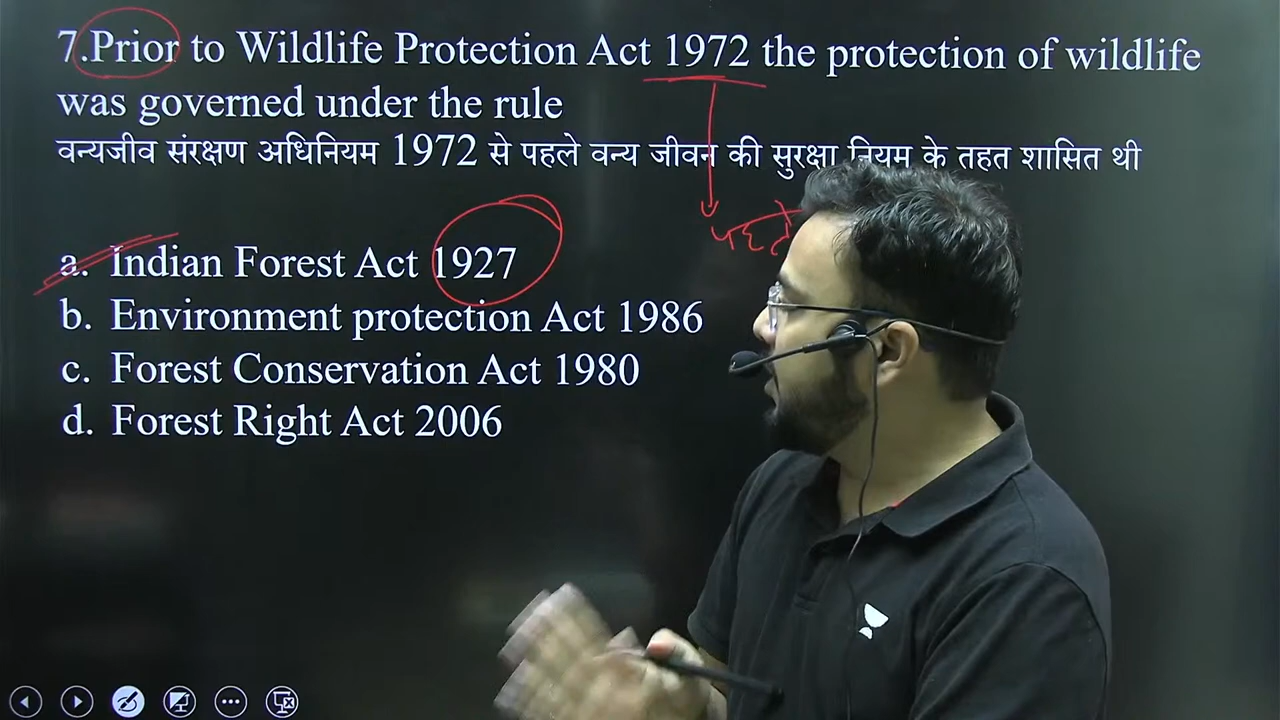 7.Prior to Wildlife Protection Act 1972 the protection of wildlife
was governed under the rule
वन्यजीव संरक्षण अधिनियम 1972 से पहले वन्य जीवन की सुरक्षा नियम के तहत शासित थी
पहले
a. Indian Forest Act 1927
b. Environment protection Act 1986
c. Forest Conservation Act 1980
d. Forest Right Act 2006